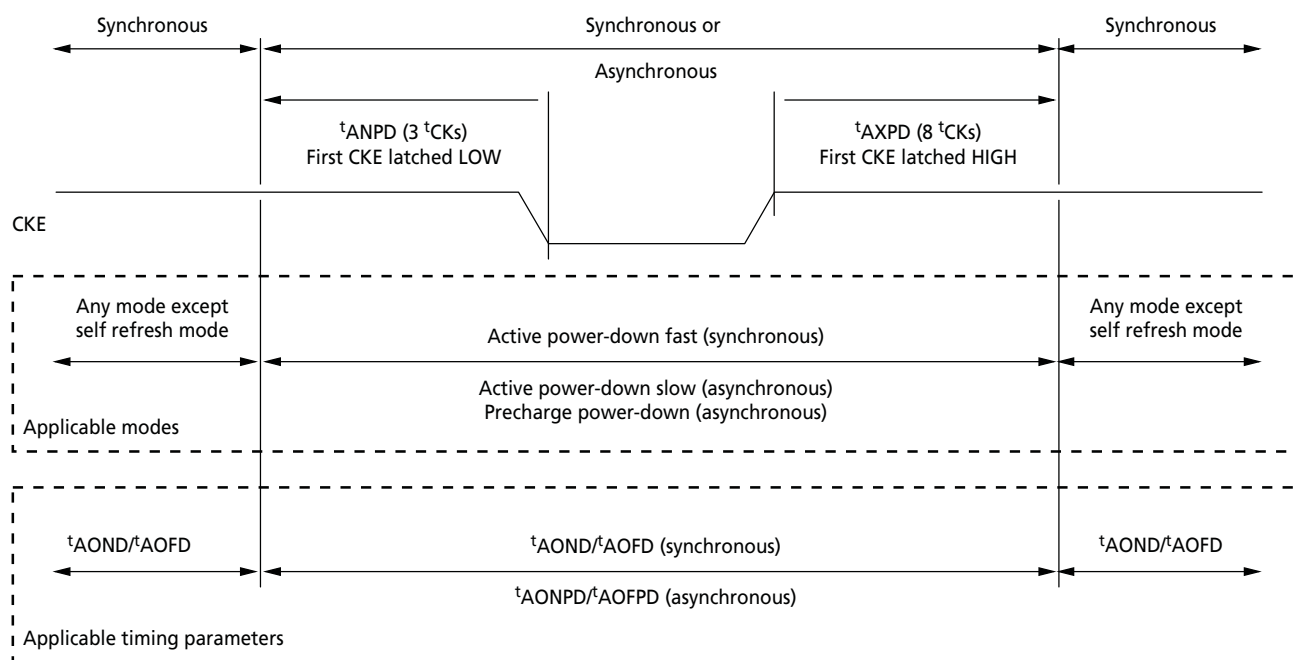 Synchronous
Synchronous or
Synchronous
Asynchronous
tANPD (3 tCKs)
First CKE latched LOW
tAXPD (8 tCKs)
First CKE latched HIGH
CKE
Any mode except
self refresh mode
Active power-down fast (synchronous)
Any mode except
self refresh mode
Active power-down slow (asynchronous)
Precharge power-down (asynchronous)
Applicable modes
tAOND/tAOFD
tAOND/tAOFD (synchronous)
tAOND/tAOFD
tAONPD/tAOFPD (asynchronous)
Applicable timing parameters